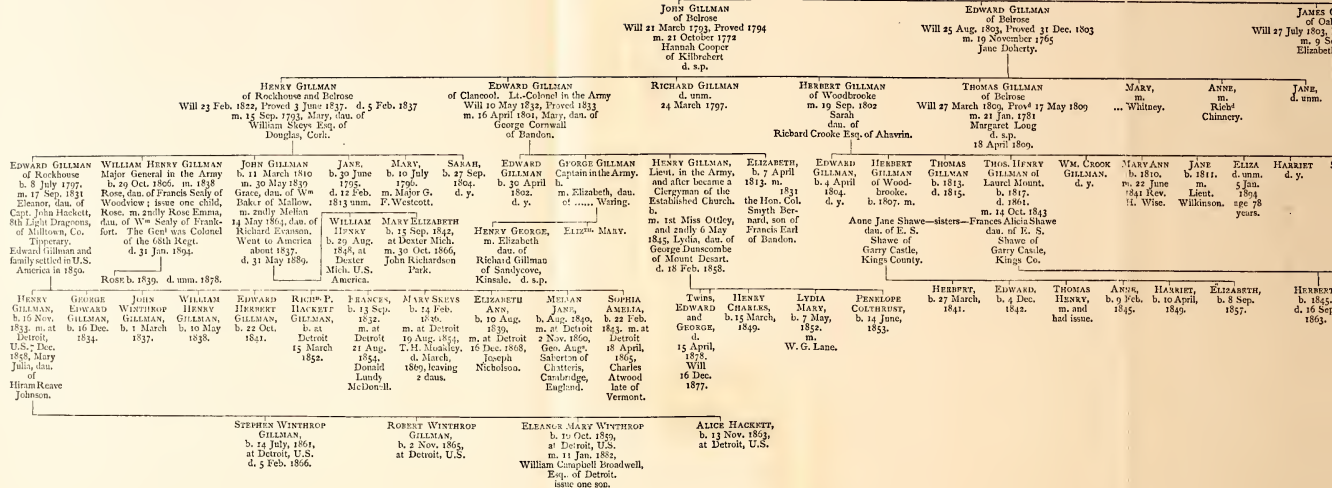 JOHN GILLMAN
of Belrose
Will 21 March 1793, Proved 1794
m. 21 October 1772
Hannah Cooper
of Kilbrehert
d. s.p.
EDWARD GILLMAN
of Belrose
Will 25 Aug. 1803, Proved 31 Dec. 1803
m. 19 November 1765
Jane Doherty.
JAMES
of Oa
Will 27 July 1803,
m. 9 S
Elizabeth
HENRY GILLMAN
of Rockhouse and Belrose
Will 23 Feb. 1822, Proved 3 June 1837. d. 5 Feb. 1837
m. 15 Sep. 1793, Mary, dau. of
William Skeys Esq. of
Douglas, Cork.
EDWARD GILLMAN
of Clancool. Lt.-Colonel in the Army
Will 10 May 1832, Proved 1833
m. 16 April 1801, Mary, dau. of
George Cornwall
of Bandon.
RICHARD GILLMAN
d. unm.
24 March 1797.
HERBERT GILLMAN
of Woodbrooke
m. 19 Sep. 1802
Sarah
dau. of
Richard Crooke Esq. of Ahavrin.
THOMAS GILLMAN
of Belrose
Will 27 March 1809, Provd 17 May 1809
m. 21 Jan. 1781
Margaret Long
d. s.p.
18 April 1809.
MARY,
m.
... Whitney.
ANNE,
m.
Richd
Chinnery.
JANE,
d. unm.
EDWARD GILLMAN
of Rockhouse
b. 8 July 1797,
m. 17 Sep. 1831
Eleanor, dau. of
Capt. John Hackett,
8th Light Dragoons,
of Milltown, Co.
Tipperary.
Edward Gillman and
family settled in U.S.
America in 1850.
WILLIAM HENRY GILLMAN
Major General in the Army
b. 29 Oct. 1806. m. 1838
Rose, dau. of Francis Sealy of
Woodview; issue one child,
Rose. m. 2ndly Rose Emma,
dau. of Wm Sealy of Frank-
fort. The Genl was Colonel
of the 68th Regt.
d. 31 Jan. 1894.
ROSE b. 1839. d. unm. 1878.
JOHN GILLMAN
b. 11 March 1810
m. 30 May 1839
Grace, dau. of Wm
Baker of Mallow.
m. 2ndly Melian
14 May 1861, dau. of
Richard Evanson.
Went to America
about 1837.
d. 31 May 1889.
JANE,
b. 30 June
1795.
d. 12 Feb.
1813 unm.
MARY,
b. 10 July
1796.
m. Major G.
F. Westcott.
SARAH,
b. 27 Sep.
1804.
d. y.
WILLIAM
HENRY
b. 29 Aug.
1848, at
Dexter
Mich. U.S.
America.
MARY ELIZABETH
b. 15 Sep. 1842,
at Dexter Mich.
m. 30 Oct. 1866,
John Richardson
Park.
EDWARD
GILLMAN
b. 30 April
1802.
d. y.
GEORGE GILLMAN
Captain in the Army.
b.
m. Elizabeth, dau.
of ...... Waring.
HENRY GEORGE,
m. Elizabeth
dau. of
Richard Gillman
of Sandycove,
Kinsale. d. s.p.
ELIZTH. MARY.
HENRY GILLMAN,
Lieut. in the Army,
and after became a
Clergyman of the
Established Church.
b.
m. 1st Miss Ottley,
and 2ndly 6 May
1845, Lydia, dau. of
George Dunscombe
of Mount Desart.
d. 18 Feb. 1858.
ELIZABETH,
b. 7 April
1813. m.
1831
the Hon. Col.
Smyth Ber-
nard, son of
Francis Earl
of Bandon.
EDWARD
GILLMAN,
b. 4 April
1804.
d. y.
HERBERT
GILLMAN
of Wood-
brooke.
b. 1807. m.
THOMAS
GILLMAN
b. 1813.
d. 1815.
THOS. HENRY
GILLMAN of
Laurel Mount.
b. 1817.
d. 1861.
m. 14 Oct. 1843
Anne Jane Shawe—sisters—Frances Alicia Shawe
dau. of E. S.
Shawe of
Garry Castle,
Kings County.
dau. of E. S.
Shawe of
Garry Castle,
Kings Co.
WM. CROOK
GILLMAN.
d. y.
MARY ANN
b. 1810.
m. 22 June
1841 Rev.
H. Wise.
JANE
b. 1811.
m.
Lieut.
Wilkinson.
ELIZA
d. unm.
5 Jan.
1894
age 78
years.
HARRIET
d. y.
HENRY
GILLMAN,
b. 16 Nov.
1833. m. at
Detroit,
U.S. 7 Dec.
1858, Mary
Julia, dau.
of
Hiram Reave
Johnson.
GEORGE
EDWARD
GILLMAN,
b. 16 Dec.
1834.
JOHN
WINTHROP
GILLMAN,
b. 1 March
1837.
WILLIAM
HENRY
GILLMAN,
b. 10 May
1838.
EDWARD
HERBERT
GILLMAN,
b. 22 Oct.
1841.
RICHD. P.
HACKETT
GILLMAN,
b. at
Detroit
15 March
1852.
FRANCES,
b. 13 Sep.
1832.
m. at
Detroit
21 Aug.
1854,
Donald
Lundy
McDonell.
MARY SKEYS
b. 14 Feb.
1836.
m. at Detroit
19 Aug. 1854,
T. H. Moakley.
d. March,
1869, leaving
2 daus.
ELIZABETH
ANN,
b. 10 Aug.
1839,
m. at Detroit
16 Dec. 1868,
Joseph
Nicholson.
MELIAN
JANE,
b. Aug. 1840,
m. at Detroit
2 Nov. 1860,
Geo. Augs.
Salberton of
Chatteris,
Cambridge,
England.
SOPHIA
AMELIA,
b. 22 Feb.
1843. m. at
Detroit
18 April,
1865,
Charles
Atwood
late of
Vermont.
Twins,
EDWARD
and
GEORGE,
d.
15 April,
1878.
Will
16 Dec.
1877.
HENRY
CHARLES,
b. 15 March,
1849.
LYDIA
MARY,
b. 7 May,
1852.
m.
W. G. Lane.
PENELOPE
COLTHRUST,
b. 14 June,
1853.
HERBERT,
b. 27 March,
1841.
EDWARD,
b. 4 Dec.
1842.
THOMAS
HENRY,
m. and
had issue.
ANNE,
b. 9 Feb.
1845.
HARRIET,
b. 10 April,
1849.
ELIZABETH,
b. 8 Sep.
1857.
HERBERT
b. 1845.
d. 16 Sep
1863.
STEPHEN WINTHROP
GILLMAN,
b. 14 July, 1861,
at Detroit, U.S.
d. 5 Feb. 1866.
ROBERT WINTHROP
GILLMAN,
b. 2 Nov. 1865,
at Detroit, U.S.
ELEANOR MARY WINTHROP
b. 10 Oct. 1859,
at Detroit, U.S.
m. 11 Jan. 1882,
William Campbell Broadwell,
Esq., of Detroit.
issue one son.
ALICE HACKETT,
b. 13 Nov. 1863,
at Detroit, U.S.